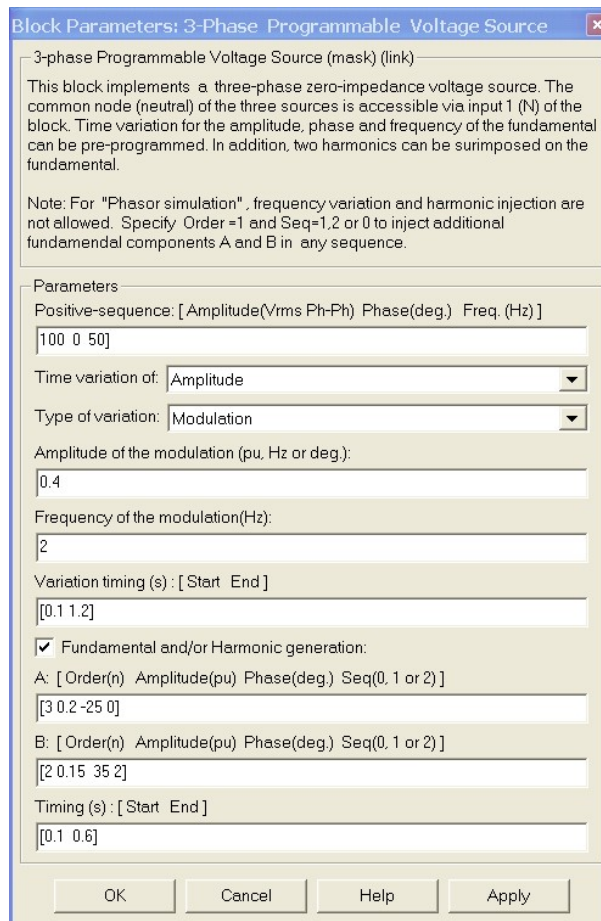 Block Parameters: 3-Phase Programmable Voltage Source
3-phase Programmable Voltage Source (mask) (link)
This block implements a three-phase zero-impedance voltage source. The
common node (neutral) of the three sources is accessible via input 1 (N) of the
block. Time variation for the amplitude, phase and frequency of the fundamental
can be pre-programmed. In addition, two harmonics can be surimposed on the
fundamental.
Note: For "Phasor simulation", frequency variation and harmonic injection are
not allowed. Specify Order =1 and Seq=1,2 or 0 to inject additional
fundamendal components A and B in any sequence.
Parameters
Positive-sequence: [ Amplitude(Vrms Ph-Ph) Phase(deg.) Freq. (Hz) ]
100 0 50]
Time variation of: Amplitude
Type of variation: Modulation
Amplitude of the modulation (pu, Hz or deg.):
0.4
Frequency of the modulation(Hz):
2
Variation timing (s) : [ Start End ]
[0.1 1.2]
Fundamental and/or Harmonic generation:
A: [ Order(n) Amplitude(pu) Phase(deg.) Seq(0, 1 or 2) ]
[3 0.2 -25 0]
B: [ Order(n) Amplitude(pu) Phase(deg.) Seq(0, 1 or 2) ]
[2 0.15 35 2]
Timing (s) : [ Start End ]
[0.1 0.6]
OK Cancel Help Apply